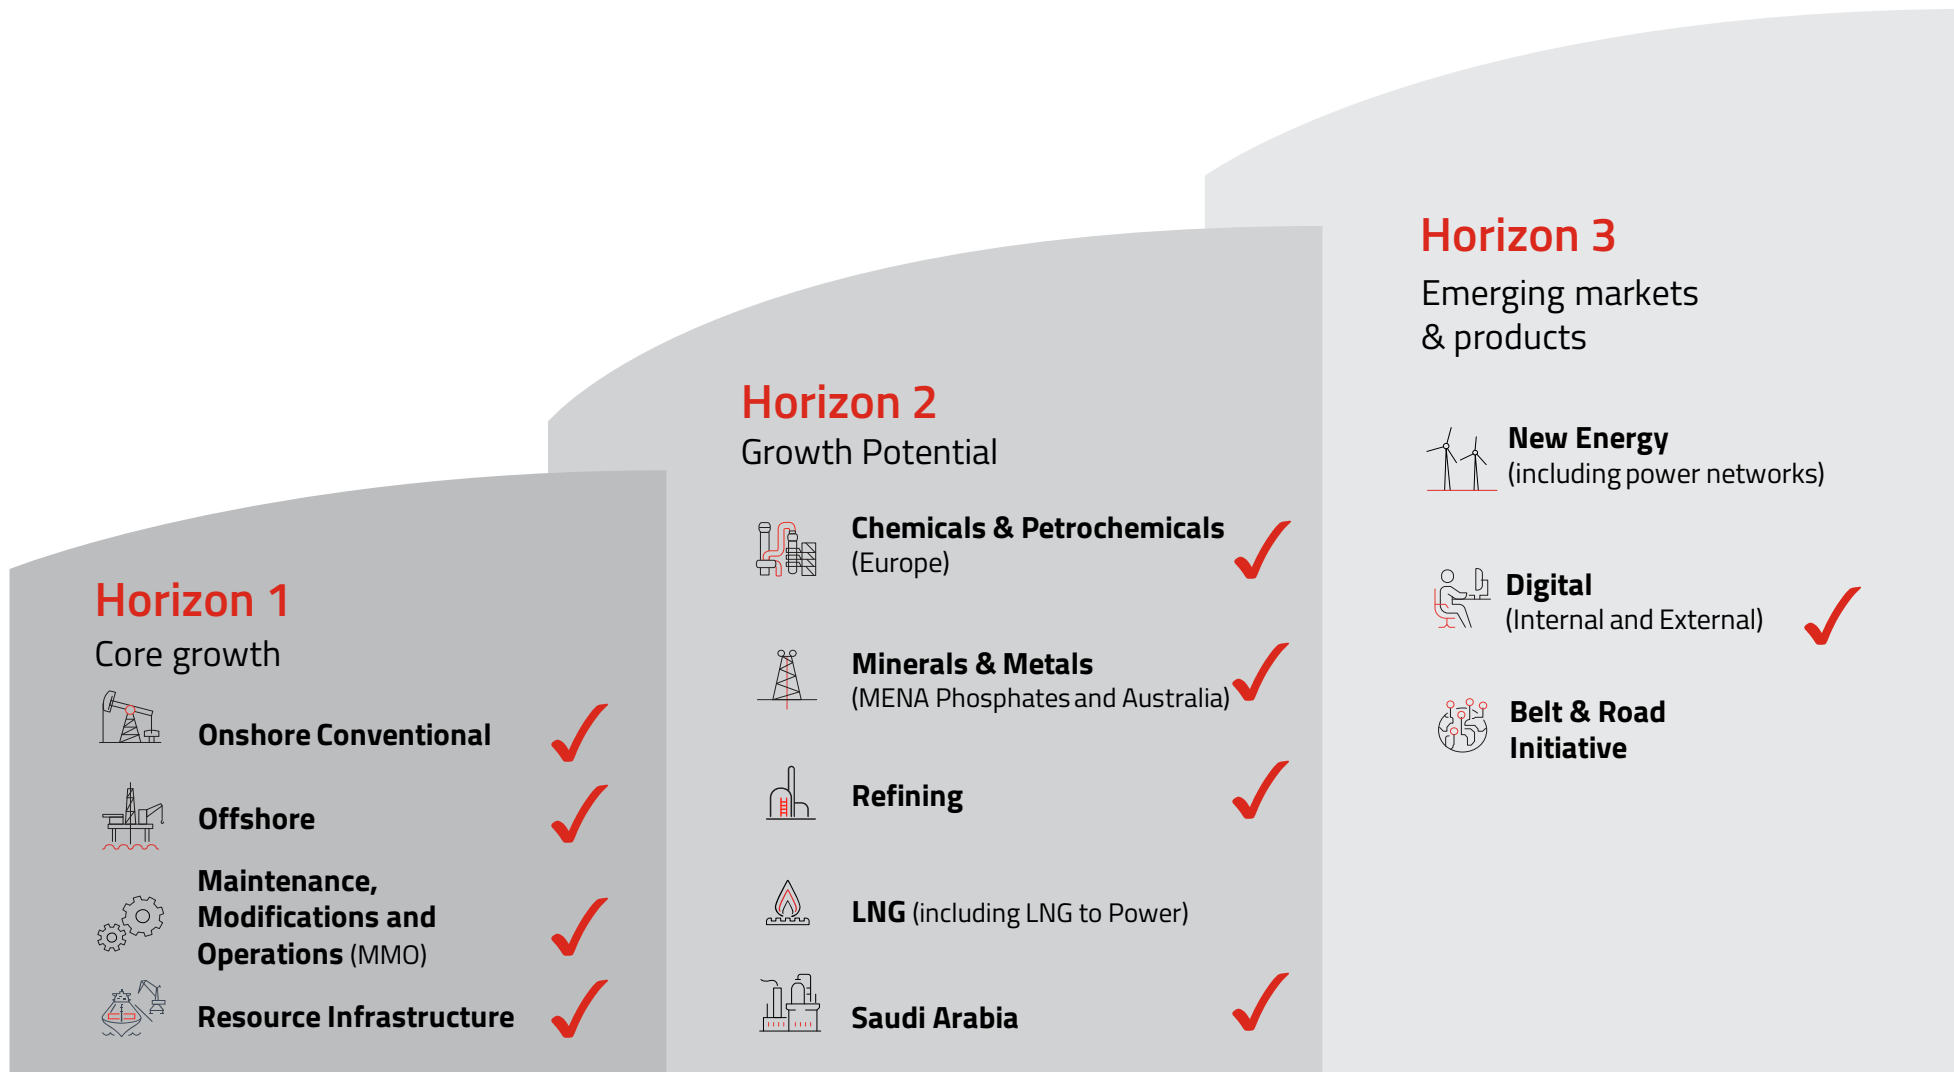 Horizon 1
Core growth
Onshore Conventional
Offshore
Maintenance,
Modifications and
Operations (MMO)
Resource Infrastructure
Horizon 2
Growth Potential
Chemicals & Petrochemicals
(Europe)
Minerals & Metals
(MENA Phosphates and Australia)
Refining
LNG (including LNG to Power)
Saudi Arabia
Horizon 3
Emerging markets
& products
New Energy
(including power networks)
Digital
(Internal and External)
Belt & Road
Initiative